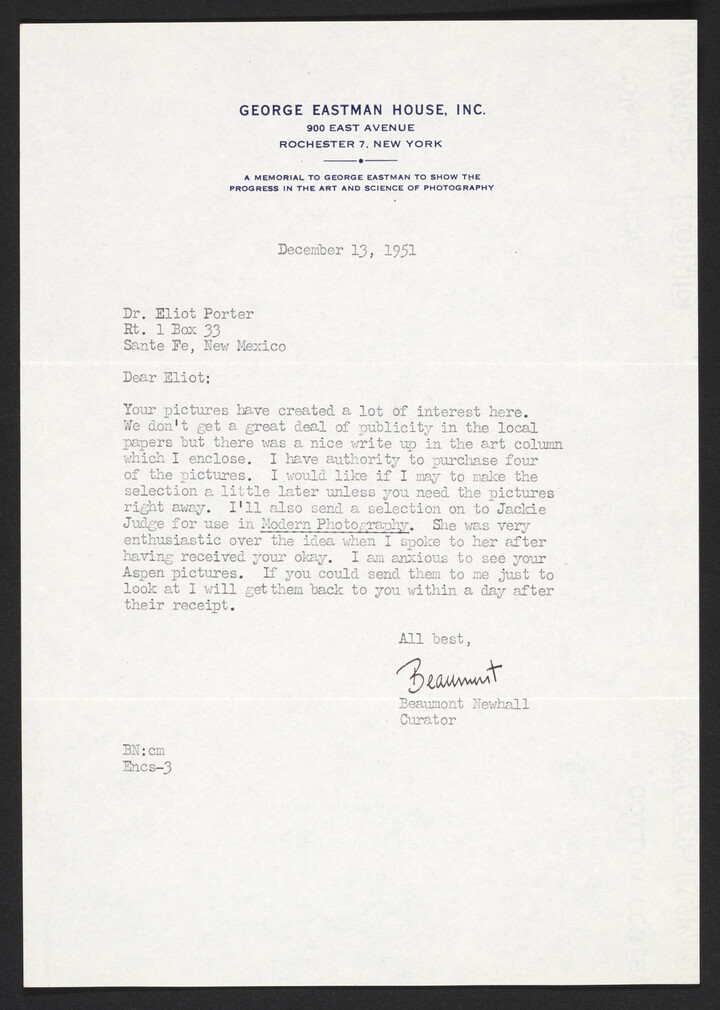 GEORGE EASTMAN HOUSE, INC.
900 EAST AVENUE
ROCHESTER 7, NEW YORK
A MEMORIAL TO GEORGE EASTMAN TO SHOW THE
PROGRESS IN THE ART AND SCIENCE OF PHOTOGRAPHY
December 13, 1951
Dr. Eliot Porter
Rt. 1 Box 33
Sante Fe, New Mexico
Dear Eliot:
Your pictures have created a lot of interest here.
We don't get a great deal of publicity in the local
papers but there was a nice write up in the art column
which I enclose.  I have authority to purchase four
of the pictures.  I would like if I may to make the
selection a little later unless you need the pictures
right away.  I'll also send a selection on to Jackie
Judge for use in Modern Photography.  She was very
enthusiastic over the idea when I spoke to her after
having received your okay.  I am anxious to see your
Aspen pictures.  If you could send them to me just to
look at I will getthem back to you within a day after
their receipt.
All best,
Beaumont
Beaumont Newhall
Curator
BN:cm
Encs-3